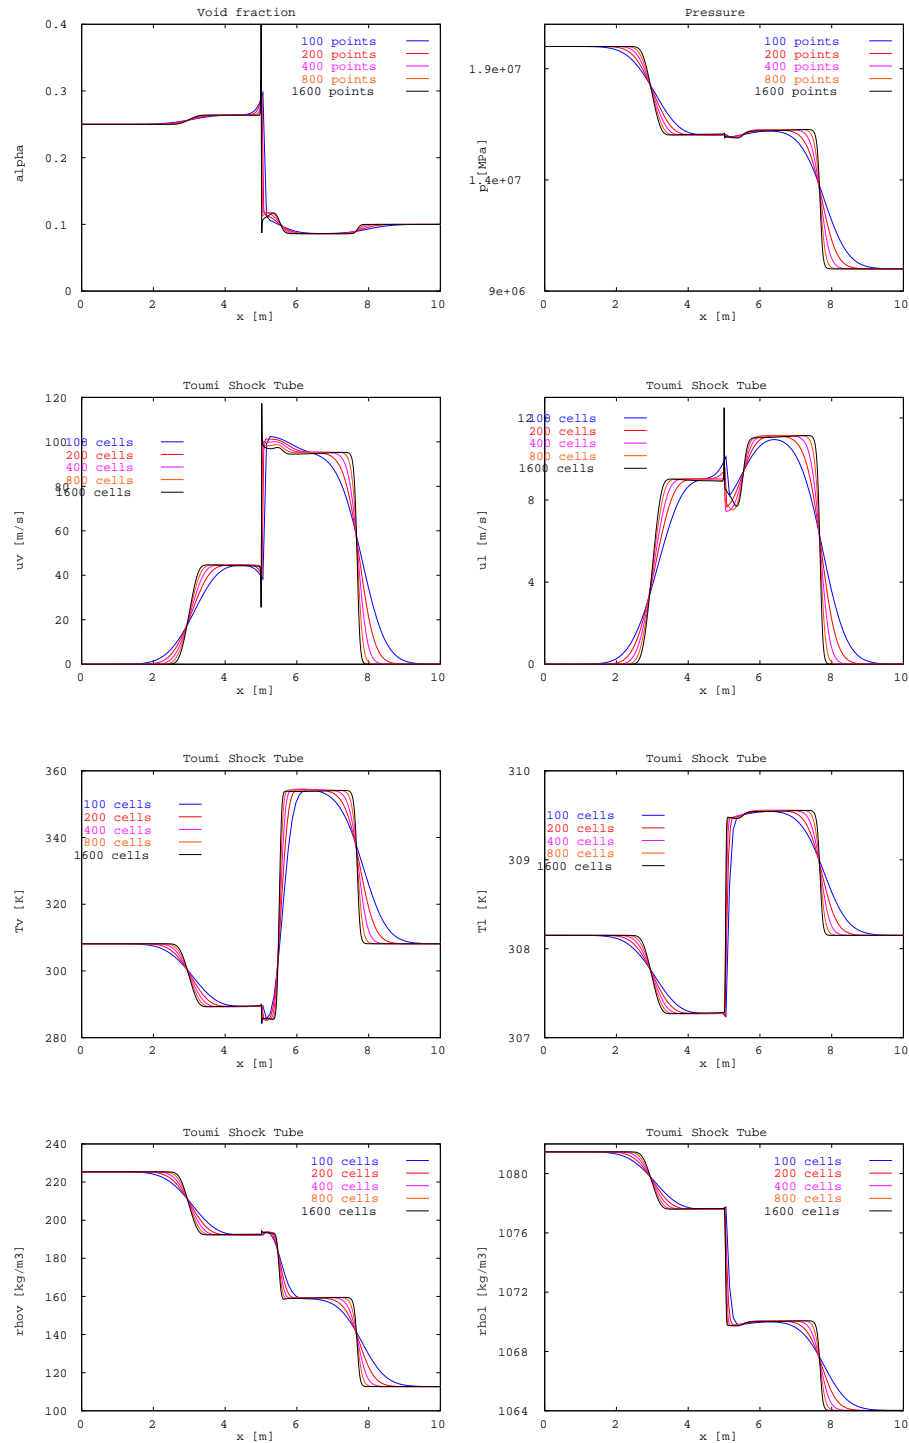 Void fraction
0.4
0.3
0.2
0.1
0
alpha
100 points
200 points
400 points
800 points
1600 points
0 2 4 6 8 10
x [m]
Pressure
1.9e+07
1.4e+07
9e+06
p [MPa]
100 points
200 points
400 points
800 points
1600 points
0 2 4 6 8 10
x [m]
Toumi Shock Tube
120
100
80
60
40
20
0
uv [m/s]
100 cells
200 cells
400 cells
800 cells
1600 cells
0 2 4 6 8 10
x [m]
Toumi Shock Tube
12
8
4
0
ul [m/s]
100 cells
200 cells
400 cells
800 cells
1600 cells
0 2 4 6 8 10
x [m]
Toumi Shock Tube
360
340
320
300
280
Tv [K]
100 cells
200 cells
400 cells
800 cells
1600 cells
0 2 4 6 8 10
x [m]
Toumi Shock Tube
310
309
308
307
Tl [K]
100 cells
200 cells
400 cells
800 cells
1600 cells
0 2 4 6 8 10
x [m]
Toumi Shock Tube
240
220
200
180
160
140
120
100
rhov [kg/m3]
100 cells
200 cells
400 cells
800 cells
1600 cells
0 2 4 6 8 10
x [m]
Toumi Shock Tube
1080
1076
1072
1068
1064
rhol [kg/m3]
100 cells
200 cells
400 cells
800 cells
1600 cells
0 2 4 6 8 10
x [m]